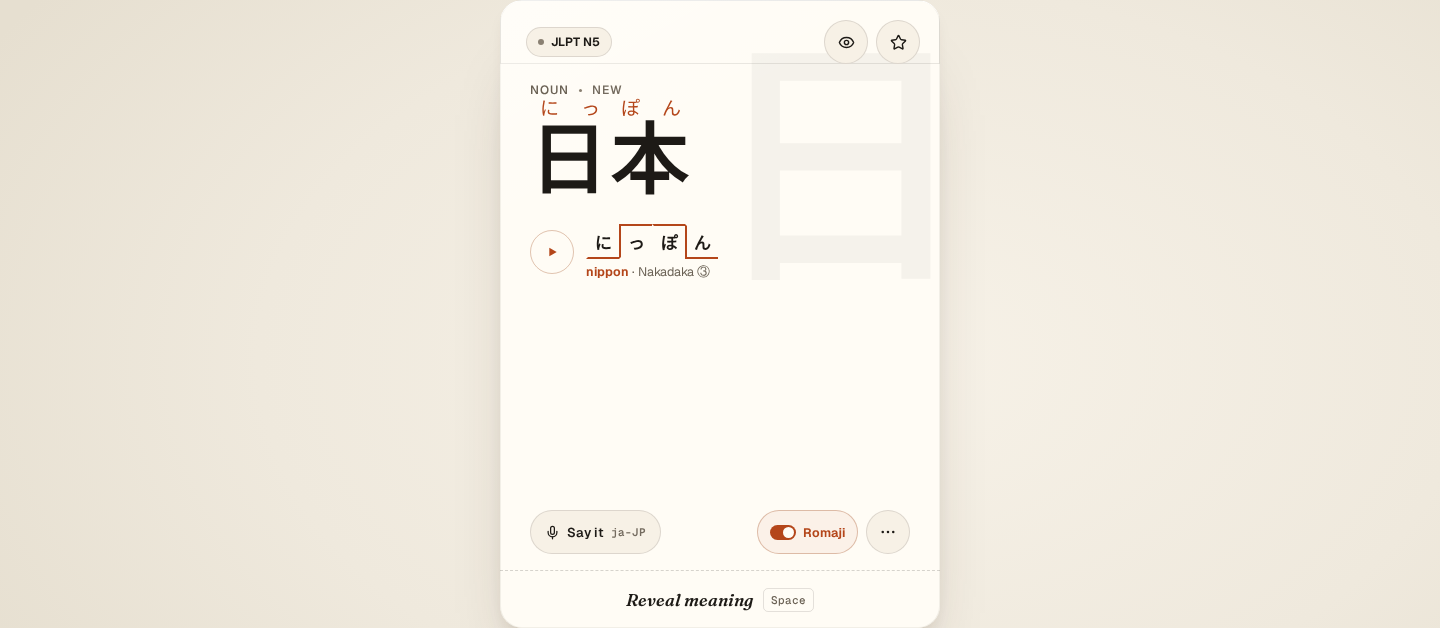 JLPT N5
NOUN • NEW
にっぽん
日本
日
にっぽん
nippon · Nakadaka ③
Say it ja-JP
Romaji
Reveal meaning Space